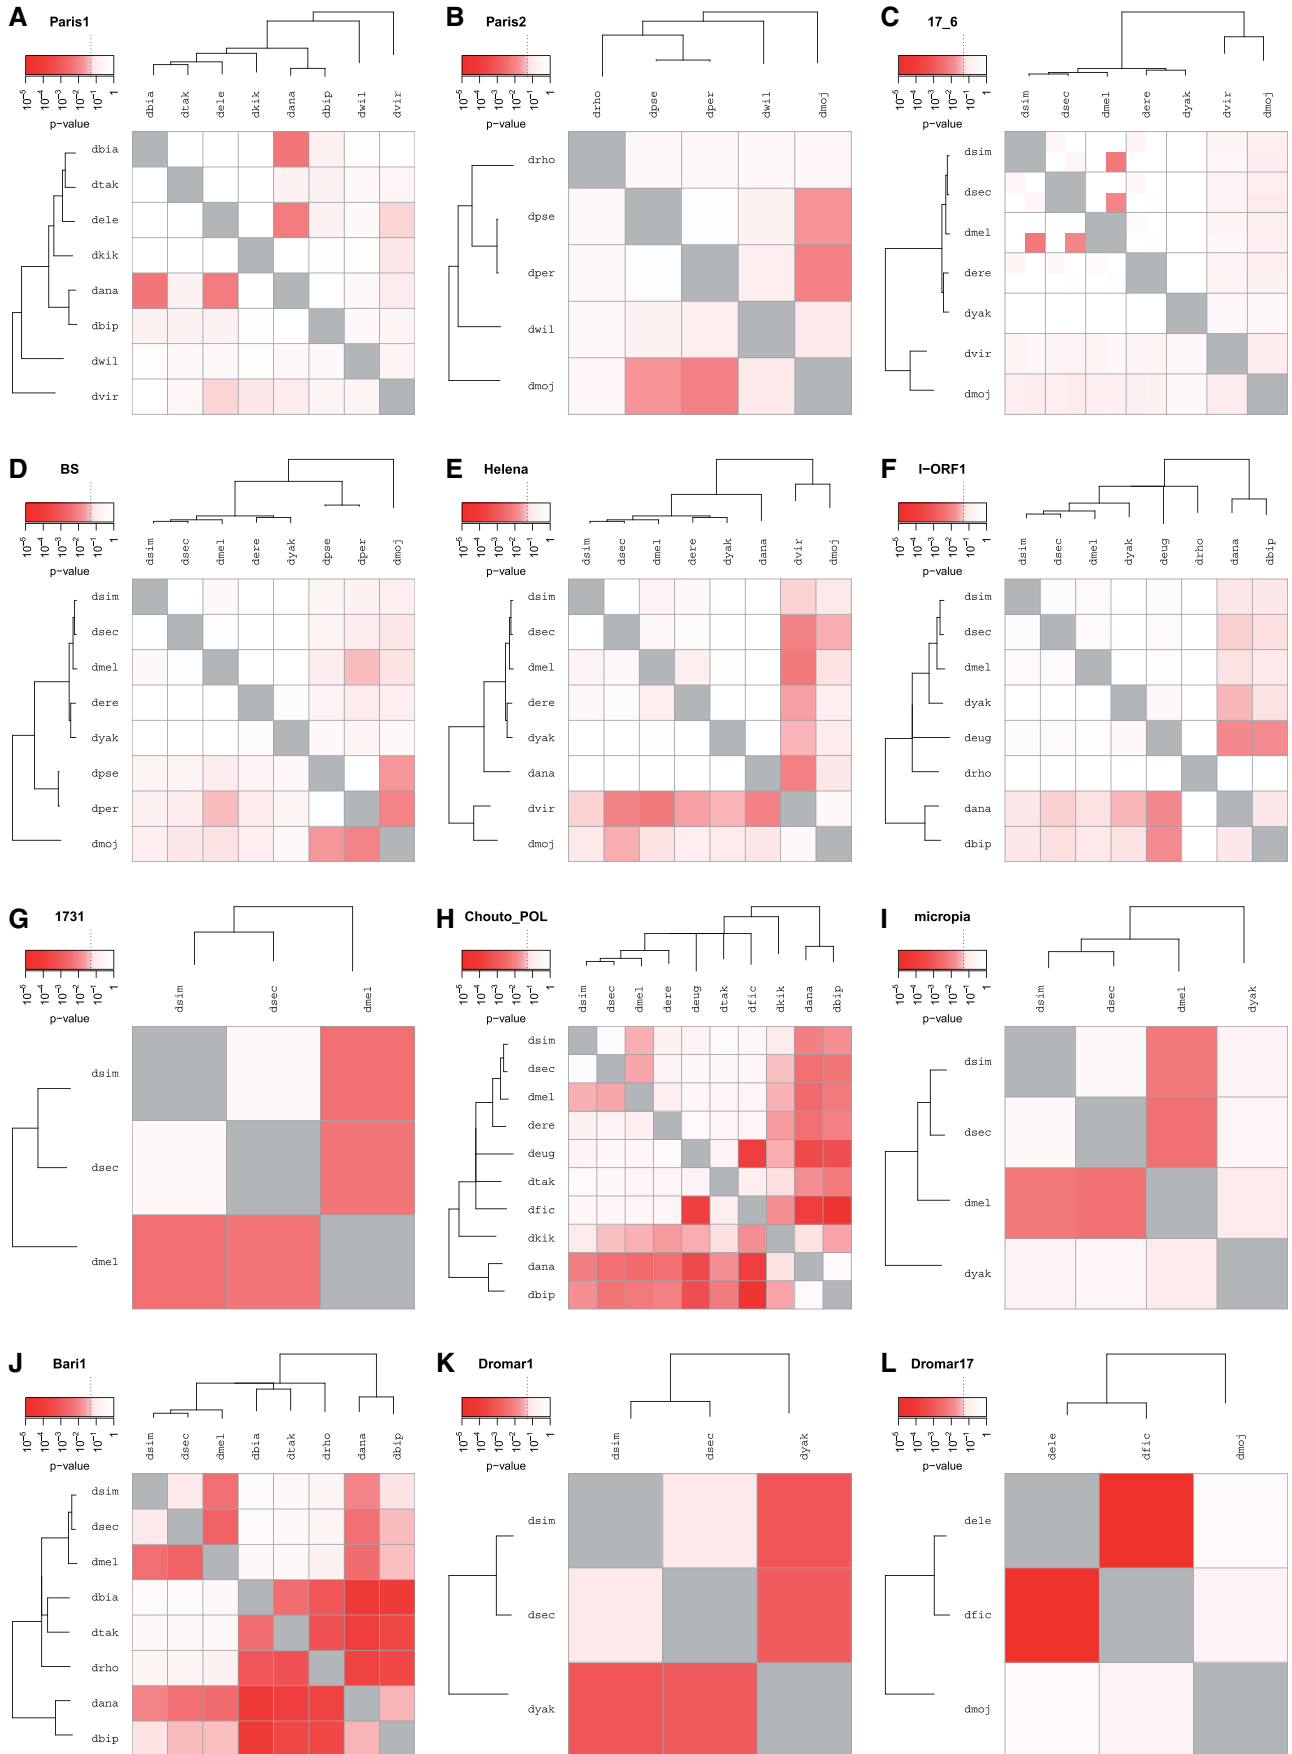 A Paris1
10−5 10−4 10−3 10−2 10−1 1
p-value
dbia dtak dele dkik dana dbip dwil dvir
dbia
dtak
dele
dkik
dana
dbip
dwil
dvir
B Paris2
10−5 10−4 10−3 10−2 10−1 1
p-value
drho dpse dper dwil dmoj
drho
dpse
dper
dwil
dmoj
C 17_6
10−5 10−4 10−3 10−2 10−1 1
p-value
dsim dsec dmel dere dyak dvir dmoj
dsim
dsec
dmel
dere
dyak
dvir
dmoj
D BS
10−5 10−4 10−3 10−2 10−1 1
p-value
dsim dsec dmel dere dyak dpse dper dmoj
dsim
dsec
dmel
dere
dyak
dpse
dper
dmoj
E Helena
10−5 10−4 10−3 10−2 10−1 1
p-value
dsim dsec dmel dere dyak dana dvir dmoj
dsim
dsec
dmel
dere
dyak
dana
dvir
dmoj
F I−ORF1
10−5 10−4 10−3 10−2 10−1 1
p-value
dsim dsec dmel dyak deug drho dana dbip
dsim
dsec
dmel
dyak
deug
drho
dana
dbip
G 1731
10−5 10−4 10−3 10−2 10−1 1
p-value
dsim dsec dmel
dsim
dsec
dmel
H Chouto_POL
10−5 10−4 10−3 10−2 10−1 1
p-value
dsim dsec dmel dere deug dtak dfic dkik dana dbip
dsim
dsec
dmel
dere
deug
dtak
dfic
dkik
dana
dbip
I micropia
10−5 10−4 10−3 10−2 10−1 1
p-value
dsim dsec dmel dyak
dsim
dsec
dmel
dyak
J Bari1
10−5 10−4 10−3 10−2 10−1 1
p-value
dsim dsec dmel dbia dtak drho dana dbip
dsim
dsec
dmel
dbia
dtak
drho
dana
dbip
K Dromar1
10−5 10−4 10−3 10−2 10−1 1
p-value
dsim dsec dyak
dsim
dsec
dyak
L Dromar17
10−5 10−4 10−3 10−2 10−1 1
p-value
dele dfic dmoj
dele
dfic
dmoj